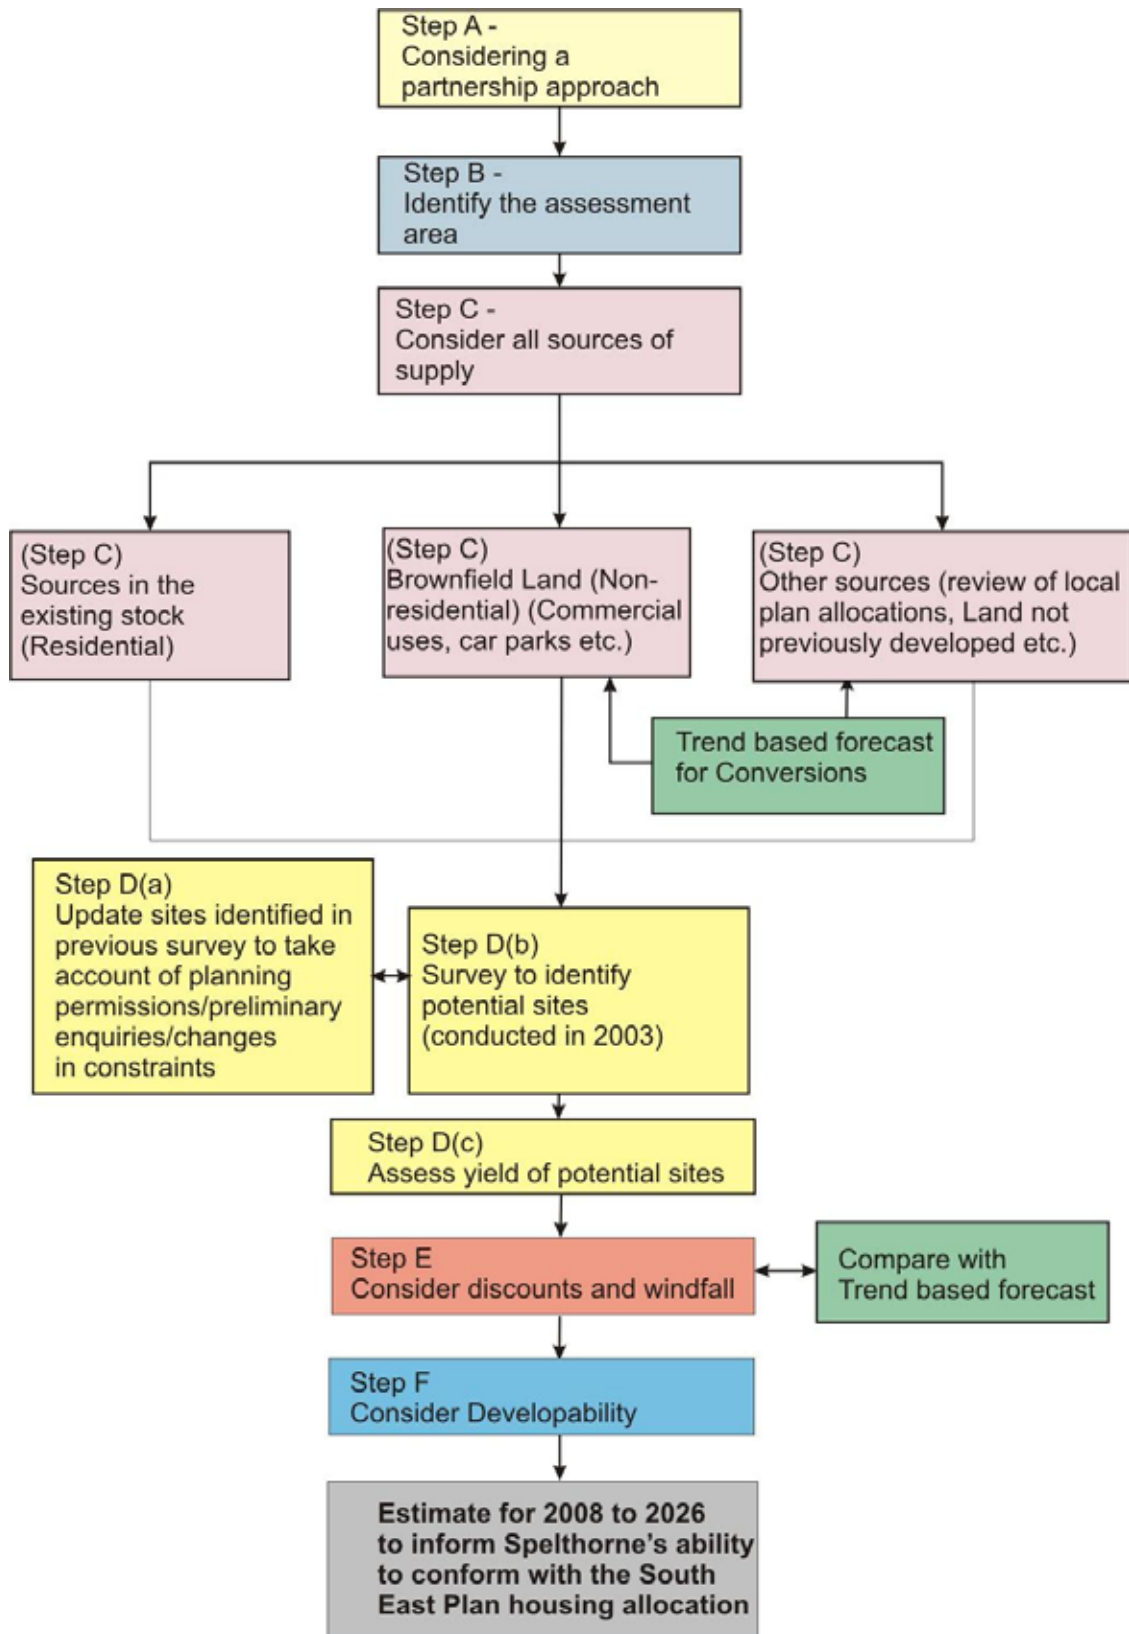 Step A -
Considering a
partnership approach
Step B -
Identify the assessment
area
Step C -
Consider all sources of
supply
(Step C)
Sources in the
existing stock
(Residential)
(Step C)
Brownfield Land (Non-
residential) (Commercial
uses, car parks etc.)
(Step C)
Other sources (review of local
plan allocations, Land not
previously developed etc.)
Trend based forecast
for Conversions
Step D(a)
Update sites identified in
previous survey to take
account of planning
permissions/preliminary
enquiries/changes
in constraints
Step D(b)
Survey to identify
potential sites
(conducted in 2003)
Step D(c)
Assess yield of potential sites
Step E
Consider discounts and windfall
Compare with
Trend based forecast
Step F
Consider Developability
Estimate for 2008 to 2026
to inform Spelthorne’s ability
to conform with the South
East Plan housing allocation